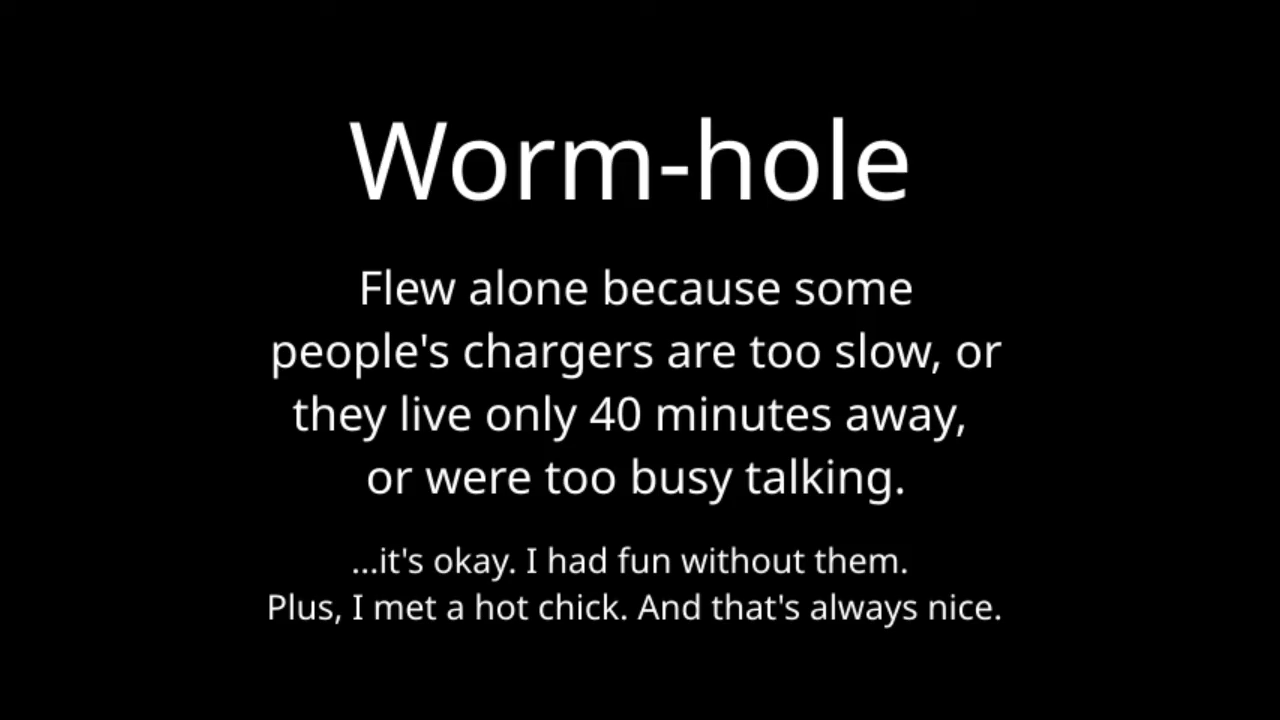 Worm-hole
Flew alone because some
people's chargers are too slow, or
they live only 40 minutes away,
or were too busy talking.
...it's okay. I had fun without them.
Plus, I met a hot chick. And that's always nice.